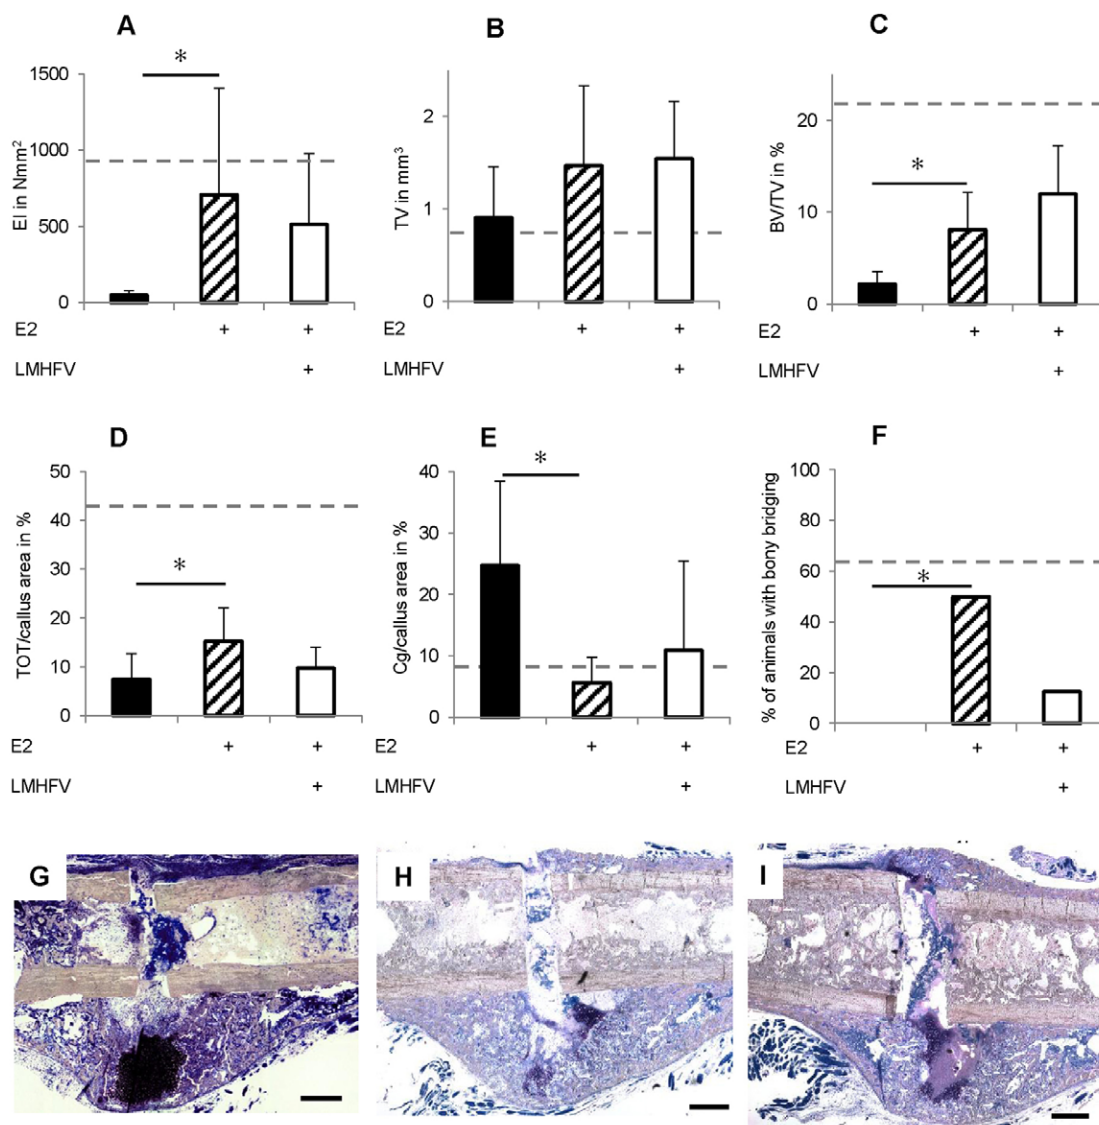 A
B
C
*
1500
1000
500
0
EI in Nmm²
E2 + +
LMHFV +
2
1
0
TV in mm³
+ +
LMHFV +
*
20
10
0
BV/TV in %
E2 + +
LMHFV +
D
E
F
*
50
40
30
20
10
0
TOT/callus area in %
E2 + +
LMHFV +
*
40
30
20
10
0
Cg/callus area in %
E2 + +
LMHFV +
*
100
80
60
40
20
0
% of animals with bony bridging
E2 + +
LMHFV +
G
H
I